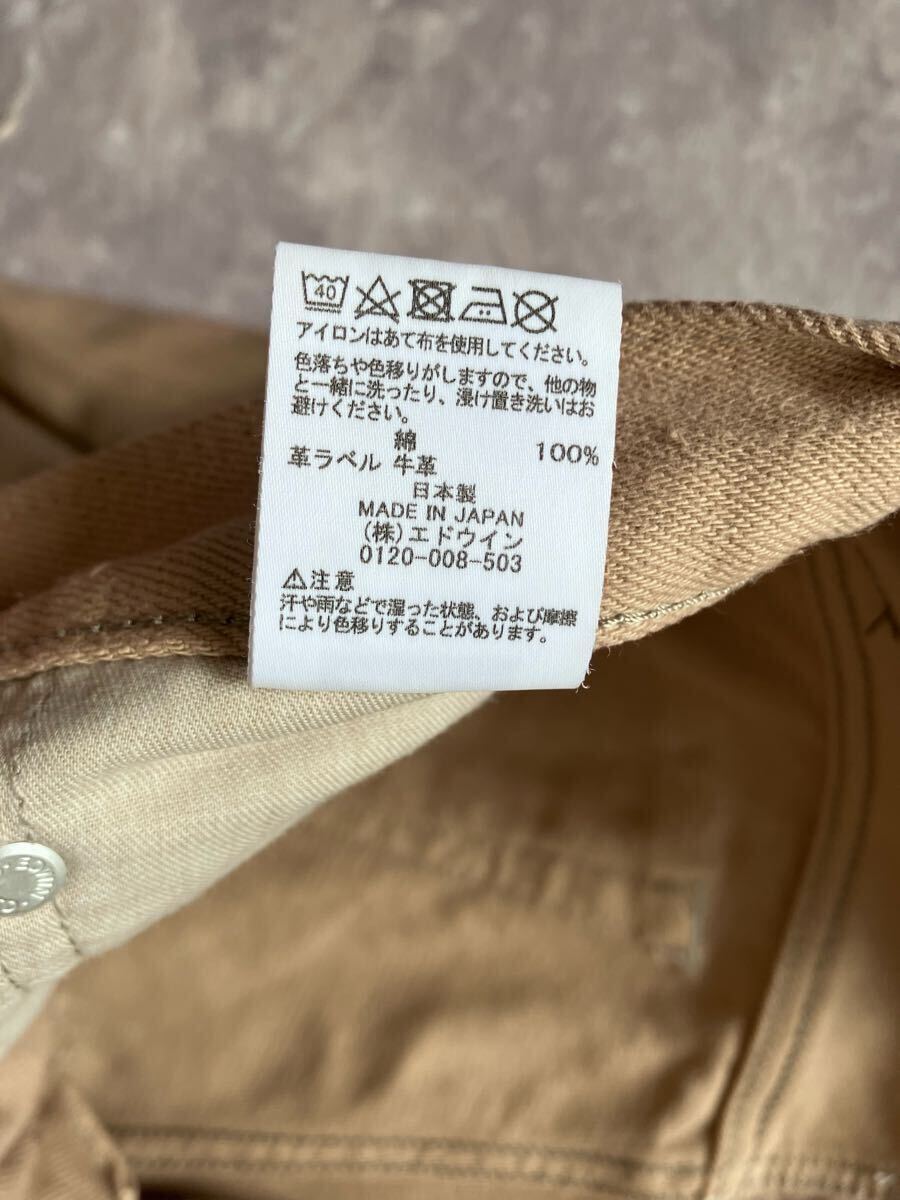 40
アイロンはあて布を使用してください。
色落ちや色移りがしますので、他の物
と一緒に洗ったり、浸け置き洗いはお
避けください。
綿 100%
革ラベル 牛革
日本製
MADE IN JAPAN
(株)エドウイン
0120-008-503
⚠注意
汗や雨などで湿った状態、および摩擦
により色移りすることがあります。